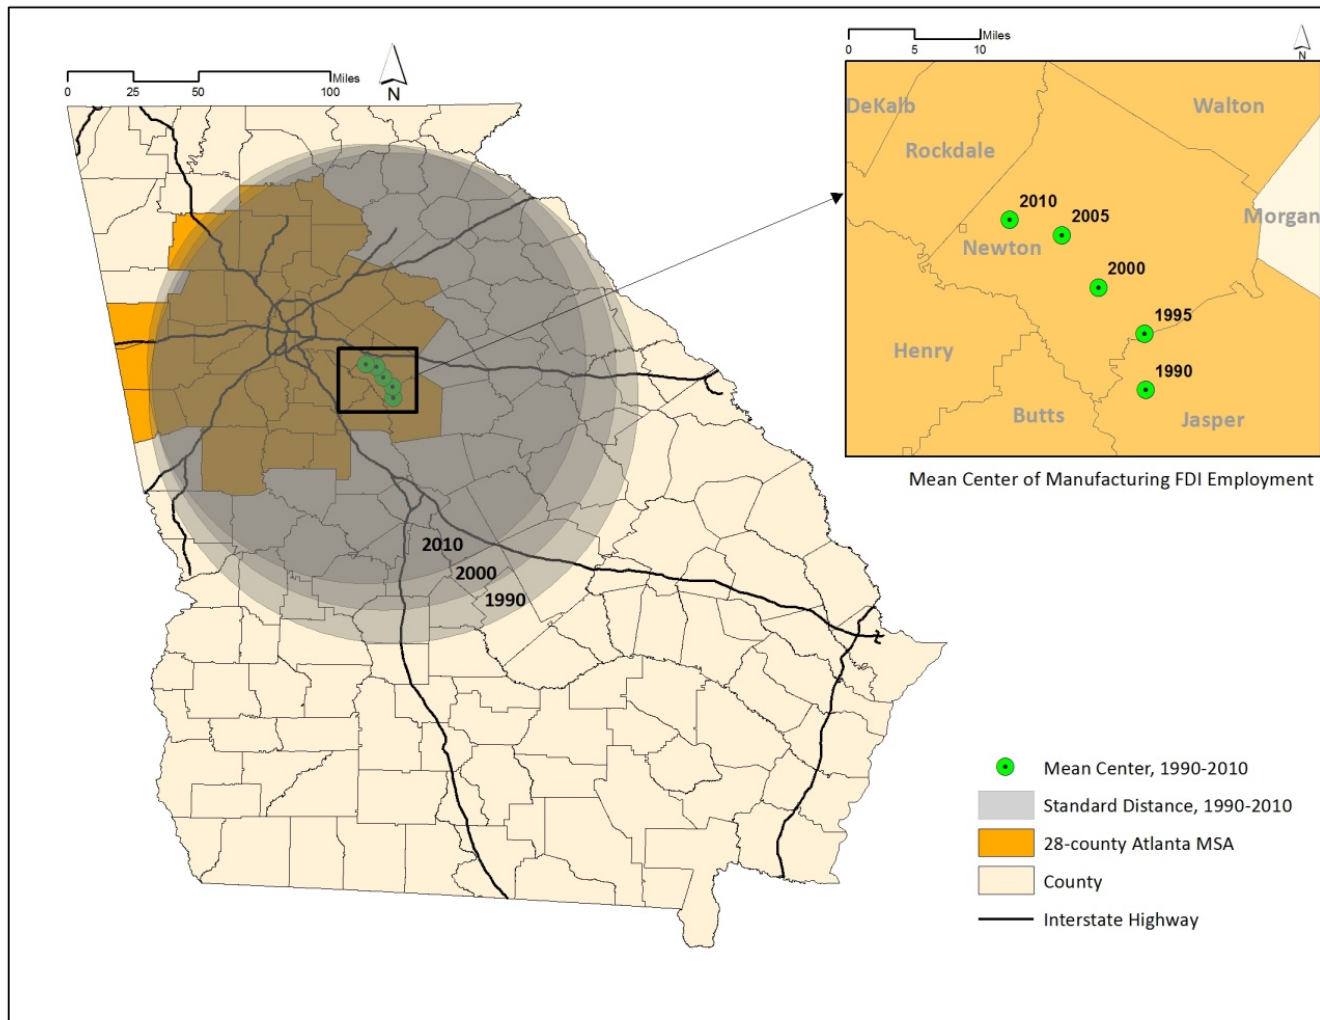 Miles
0 25 50 100
N
Miles
0 5 10
N
DeKalb
Walton
Rockdale
2010
2005
Morgan
Newton
2000
1995
Henry
1990
Butts
Jasper
Mean Center of Manufacturing FDI Employment
2010
2000
1990
Mean Center, 1990-2010
Standard Distance, 1990-2010
28-county Atlanta MSA
County
Interstate Highway